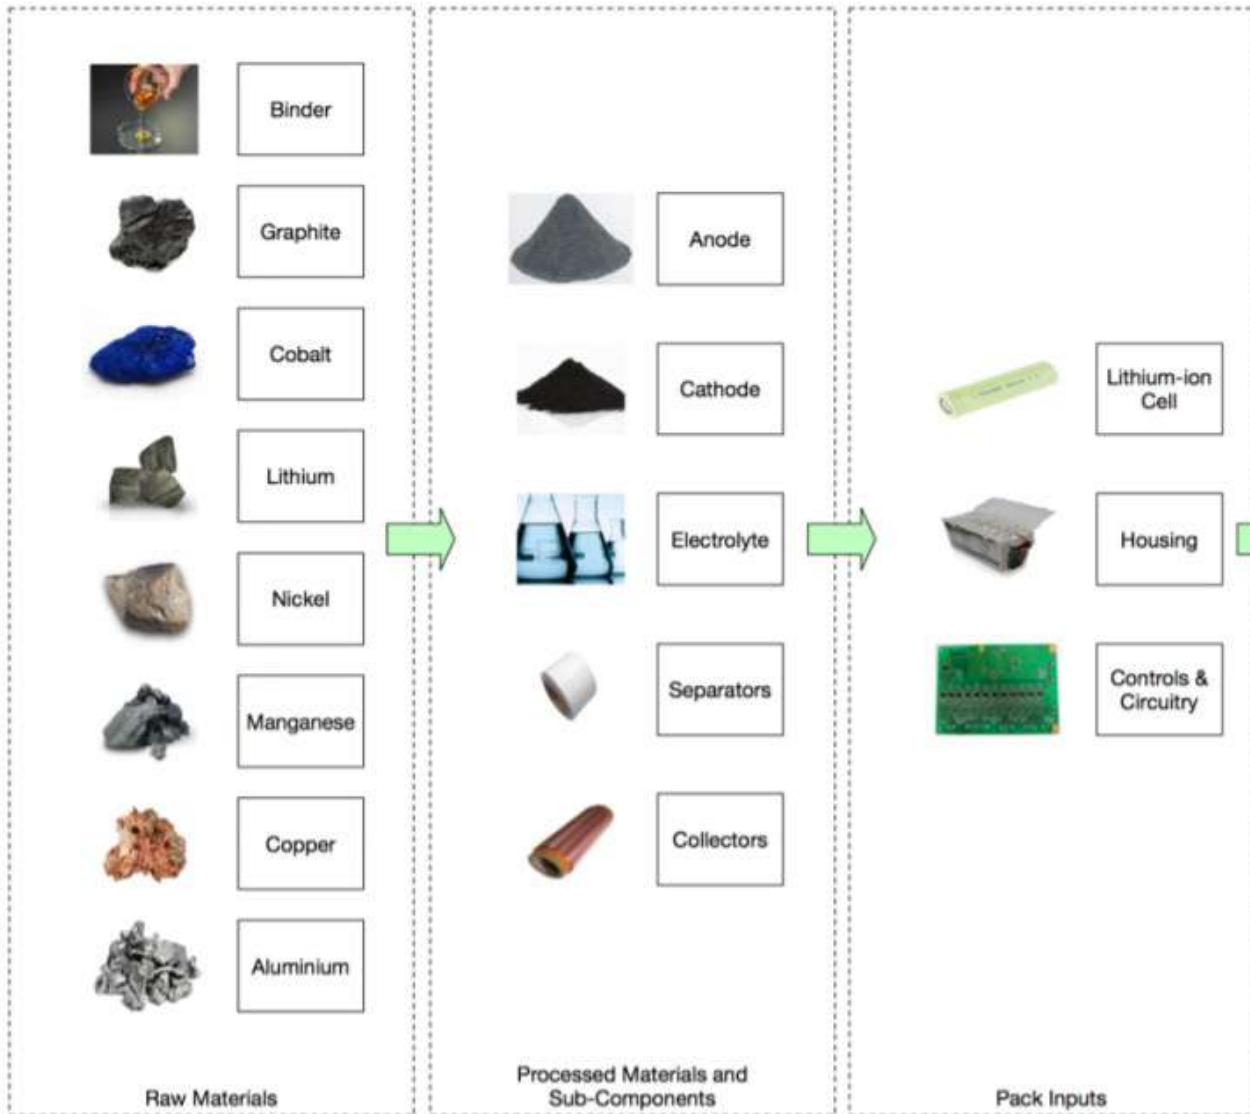 Binder
Graphite
Cobalt
Lithium
Nickel
Manganese
Copper
Aluminium
Raw Materials
Anode
Cathode
Electrolyte
Separators
Collectors
Processed Materials and
Sub-Components
Lithium-ion
Cell
Housing
Controls &
Circuitry
Pack Inputs